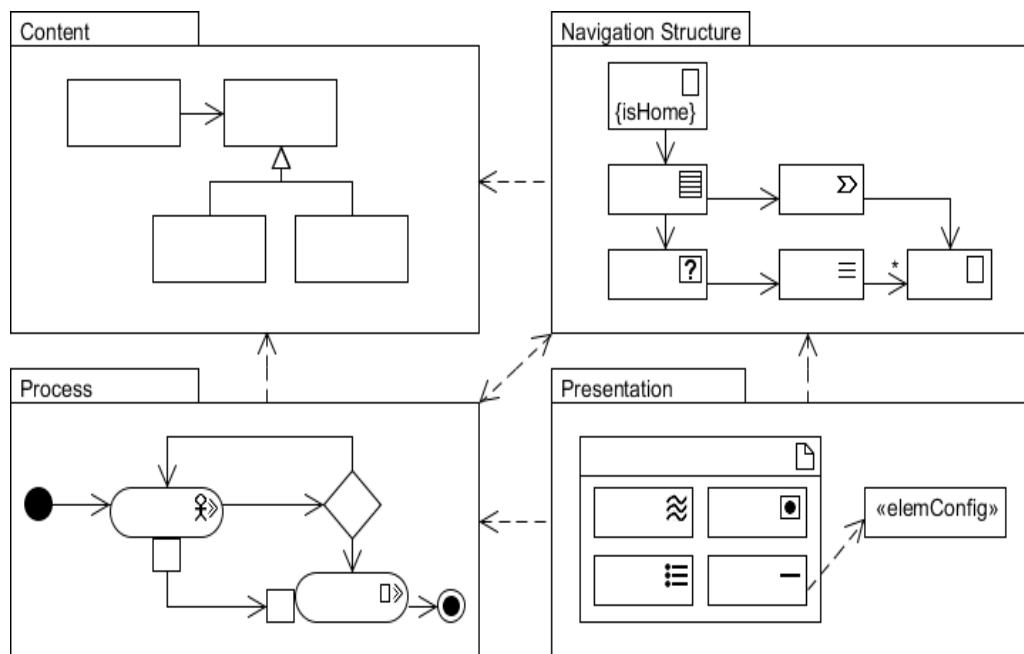 Content
Navigation Structure
{isHome}
?
*
Process
Presentation
«elemConfig»